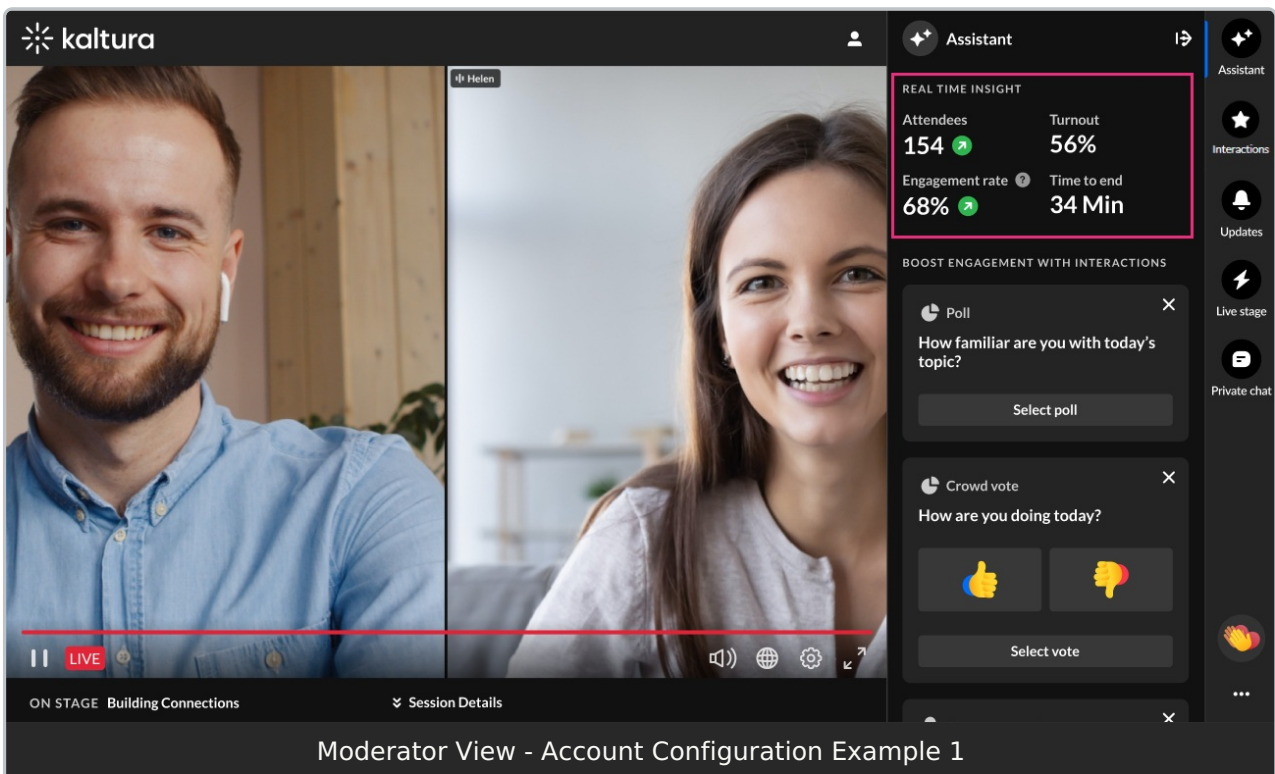 kaltura
Helen
Assistant
REAL TIME INSIGHT
Attendees
Turnout
154
56%
Engagement rate ?
Time to end
68%
34 Min
BOOST ENGAGEMENT WITH INTERACTIONS
Poll
How familiar are you with today's
topic?
Select poll
Crowd vote
How are you doing today?
Select vote
Assistant
Interactions
Updates
Live stage
Private chat
LIVE
ON STAGE Building Connections
Session Details
Moderator View - Account Configuration Example 1